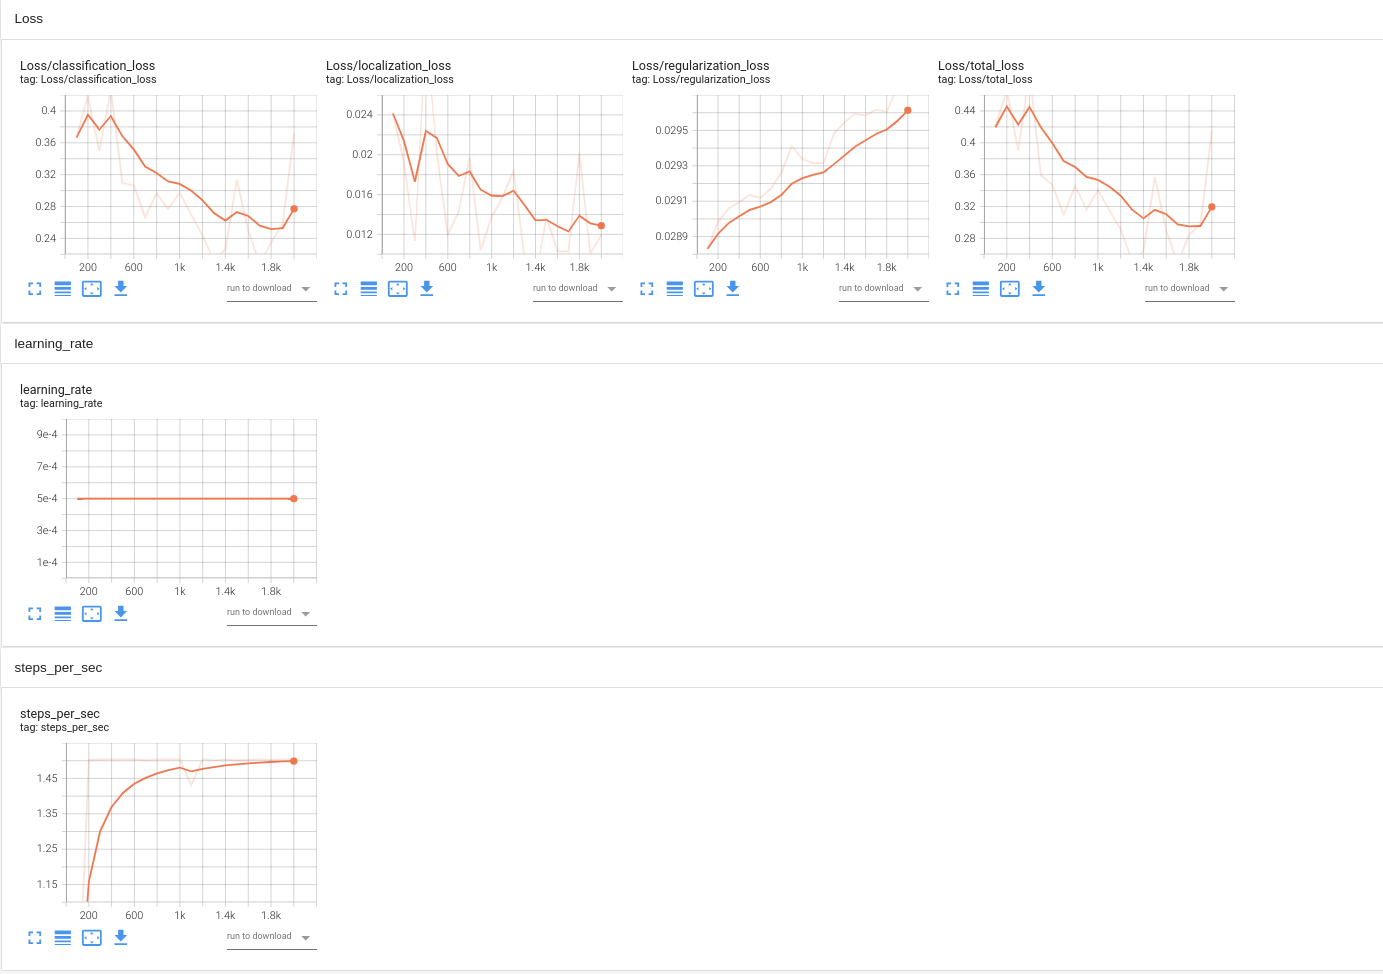 Loss
Loss/classification_loss
tag: Loss/classification_loss
0.4
0.36
0.32
0.28
0.24
200 600 1k 1.4k 1.8k
run to download
Loss/localization_loss
tag: Loss/localization_loss
0.024
0.02
0.016
0.012
200 600 1k 1.4k 1.8k
run to download
Loss/regularization_loss
tag: Loss/regularization_loss
0.0295
0.0293
0.0291
0.0289
200 600 1k 1.4k 1.8k
run to download
Loss/total_loss
tag: Loss/total_loss
0.44
0.4
0.36
0.32
0.28
200 600 1k 1.4k 1.8k
run to download
learning_rate
learning_rate
tag: learning_rate
9e-4
7e-4
5e-4
3e-4
1e-4
200 600 1k 1.4k 1.8k
run to download
steps_per_sec
steps_per_sec
tag: steps_per_sec
1.45
1.35
1.25
1.15
200 600 1k 1.4k 1.8k
run to download